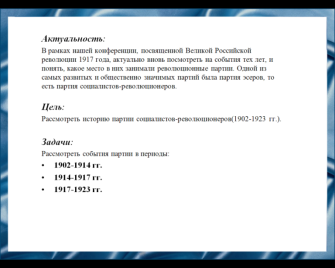 Актуальность:
В рамках нашей конференции, посвященной Великой Российской
революции 1917 года, актуально вновь посмотреть на события тех лет, и
понять, какое место в них занимали революционные партии. Одной из
самых развитых и общественно значимых партий была партия эсеров, то
есть партия социалистов-революционеров.
Цель:
Рассмотреть историю партии социалистов-революционеров(1902-1923 гг.).
Задачи:
Рассмотреть события партии в периоды:
• 1902-1914 гг.
• 1914-1917 гг.
• 1917-1923 гг.